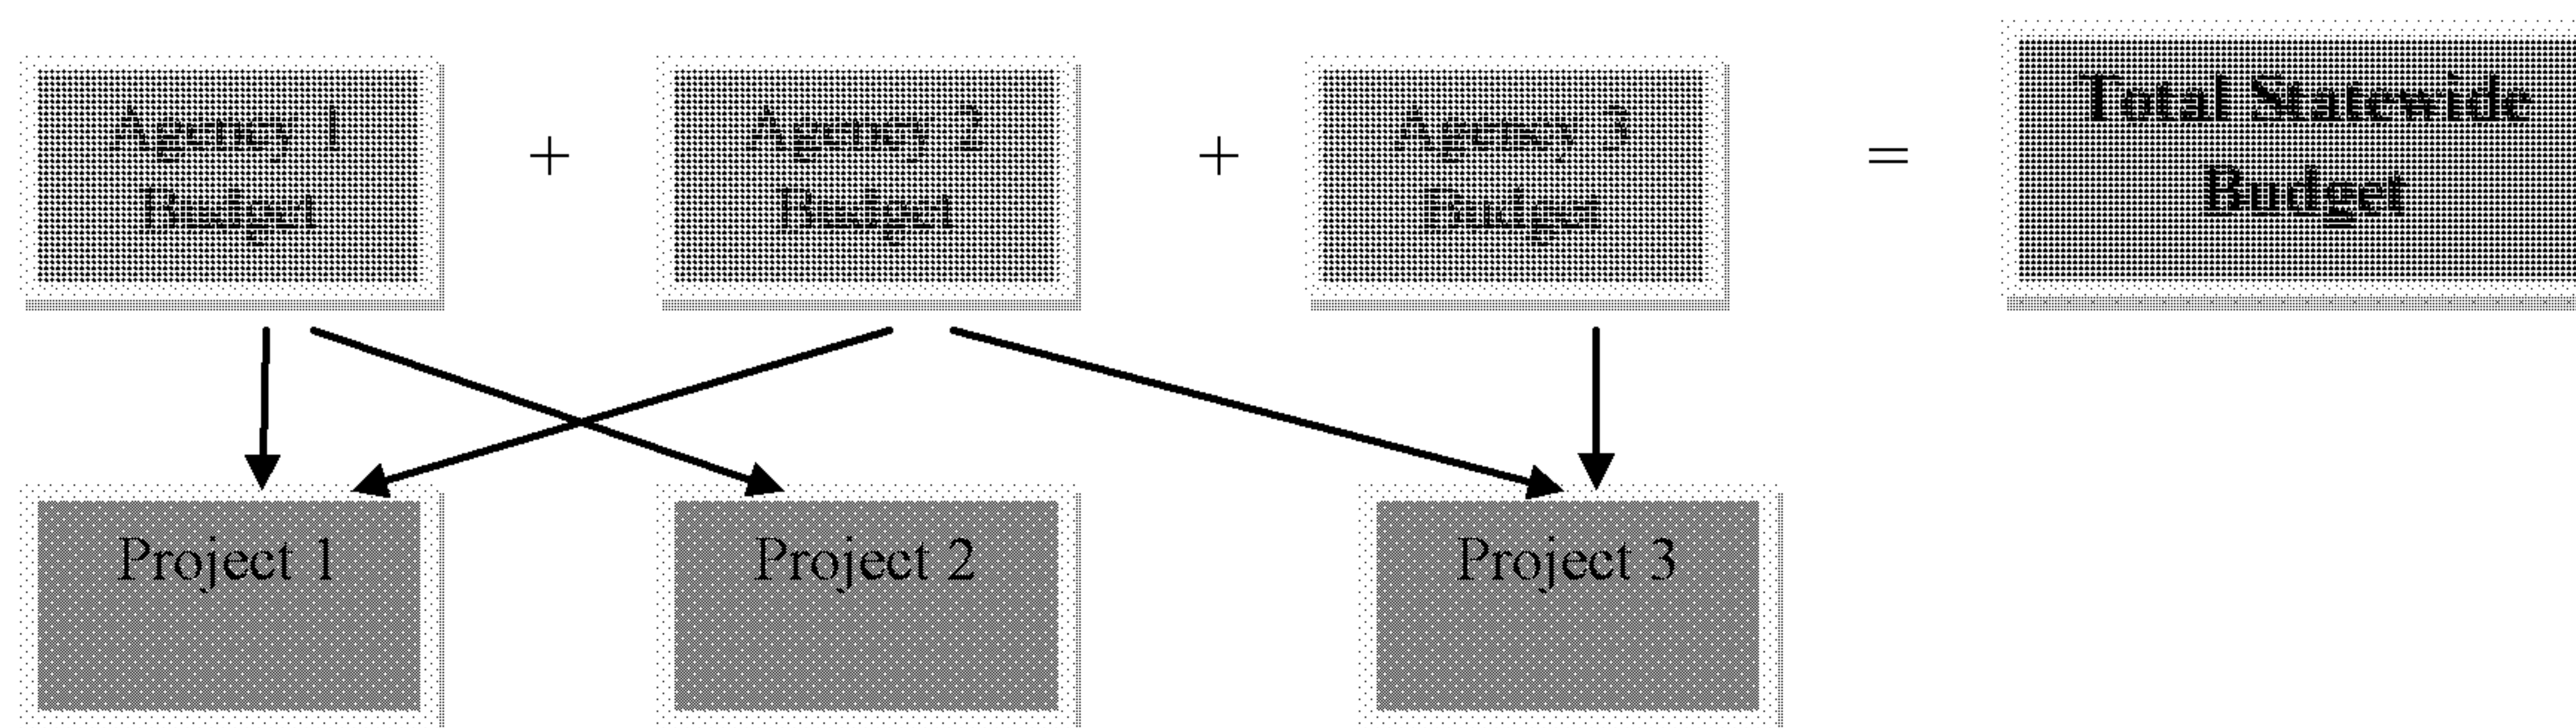 Agency 1
Budget
+
Agency 2
Budget
+
Agency 3
Budget
=
Total Statewide
Budget
Project 1
Project 2
Project 3